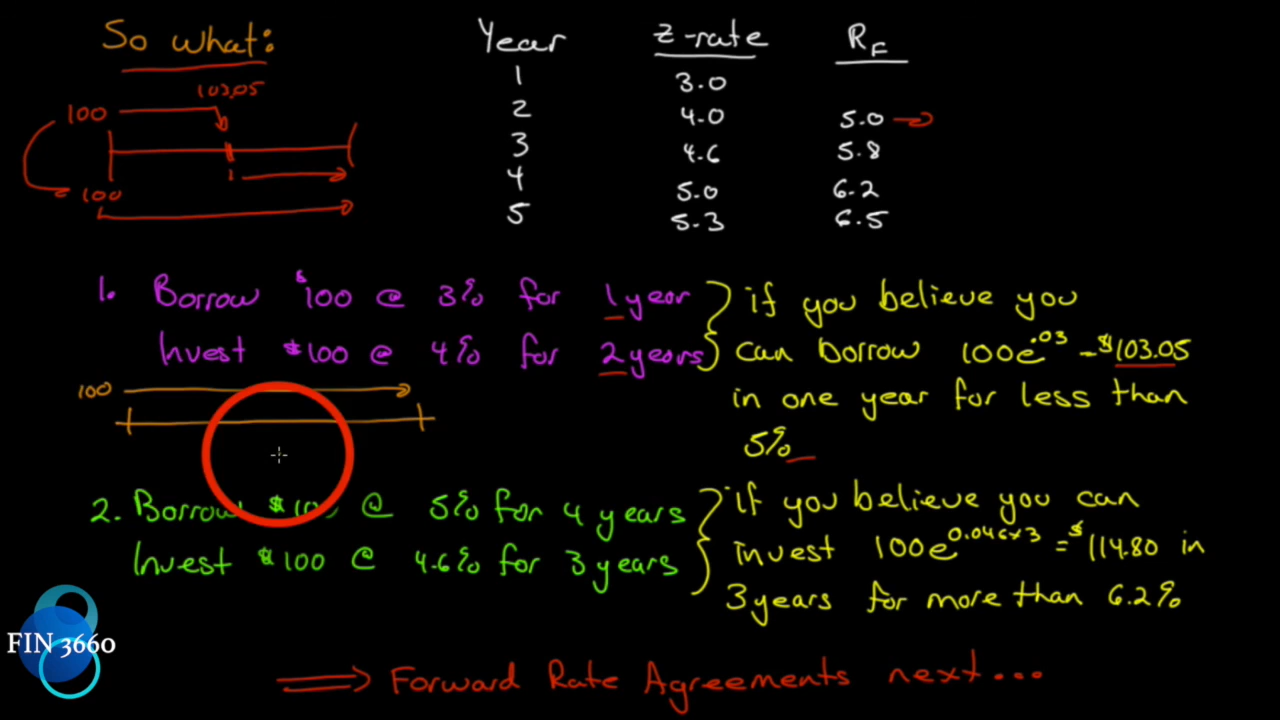 So what:
Year z-rate R_F
103.05
100
1 3.0
2 4.0 5.0
3 4.6 5.8
4 5.0 6.2
5 5.3 6.5
1
100
1. Borrow $100 @ 3% for 1 year
Invest $100 @ 4% for 2 years
if you believe you
can borrow 100e^.03 = $103.05
in one year for less than
5%
100
2. Borrow $100 @ 5% for 4 years
Invest $100 @ 4.6% for 3 years
if you believe you can
invest 100e^0.046x3 = $114.80 in
3 years for more than 6.2%
FIN 3660
Forward Rate Agreements next...